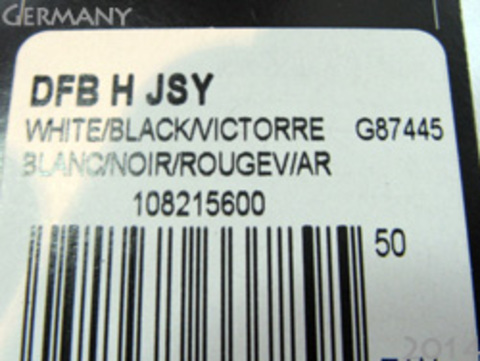 GERMANY
DFB H JSY
WHITE/BLACK/VICTORRE G87445
BLANC/NOIR/ROUGEV/AR
108215600
50